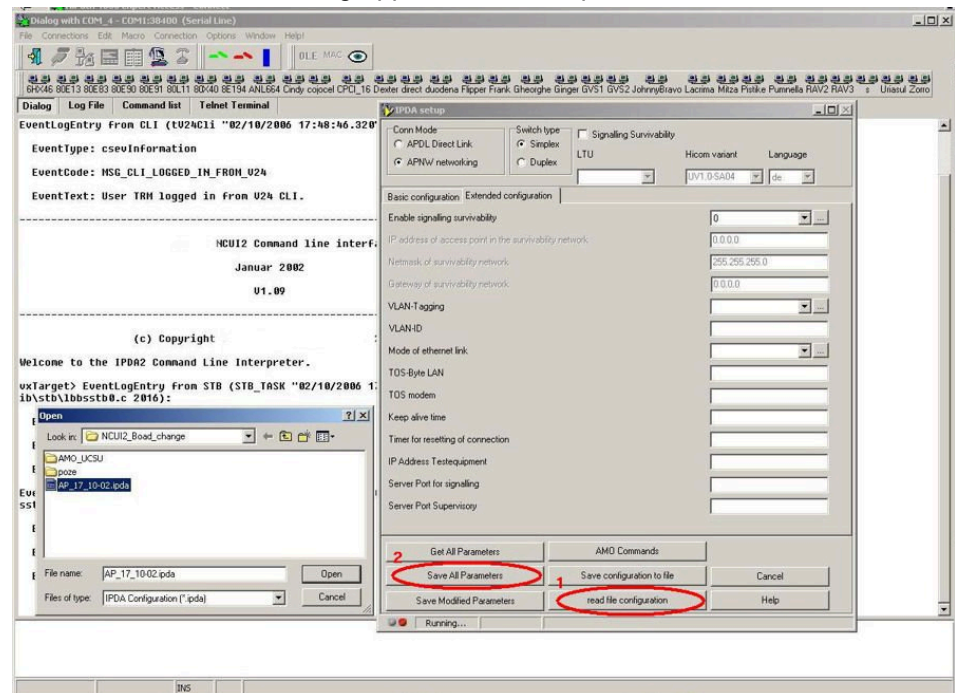 Dialog with COM_4 - COM1:38400 (Serial Line)
File Connections Edit Macro Connection Options Window Help!
OLE MAC
6HX46 80E13 80E83 80E90 80E91 80L11 80X40 8E194 ANL664 Cindy cojocel CPCI_16 Dexter direct duodena Flipper Frank Gheorghe Ginger GVS1 GVS2 JohnnyBravo Lacrima Mitza Pistike Pumnella RAV2 RAV3 s Uriasul Zorro
Dialog Log File Command list Telnet Terminal
EventLogEntry from CLI (tU24Cli "02/10/2006 17:48:46.320"
EventType: csevInformation
EventCode: MSG_CLI_LOGGED_IN_FROM_V24
EventText: User TRM logged in from V24 CLI.
NCUI2 Command line interf
Januar 2002
V1.09
(c) Copyright
Welcome to the IPDA2 Command Line Interpreter.
vxTarget> EventLogEntry from STB (STB_TASK "02/10/2006 1
ib\stb\lbbsstb0.c 2016):
Open
Look in: NCUI2_Boad_change
AMO_UCSU
poze
AP_17_10-02.ipda
File name: AP_17_10-02.ipda Open
Files of type: IPDA Configuration (*.ipda) Cancel
IPDA setup
Conn Mode
APDL Direct Link
APNW networking
Switch type
Simplex
Duplex
Signaling Survivability
LTU Hicom variant Language
UV1.0-SA04 de
Basic configuration Extended configuration
Enable signaling survivability 0 ...
IP address of access point in the survivability network 0.0.0.0
Netmask of survivability network 255.255.255.0
Gateway of survivability network 0.0.0.0
VLAN-Tagging ...
VLAN-ID
Mode of ethernet link ...
TOS-Byte LAN
TOS modem
Keep alive time
Timer for resetting of connection
IP Address Testequipment
Server Port for signalling
Server Port Supervisory
Get All Parameters AMO Commands
2 Save All Parameters 1 Save configuration to file Cancel
Save Modified Parameters read file configuration Help
Running...
INS